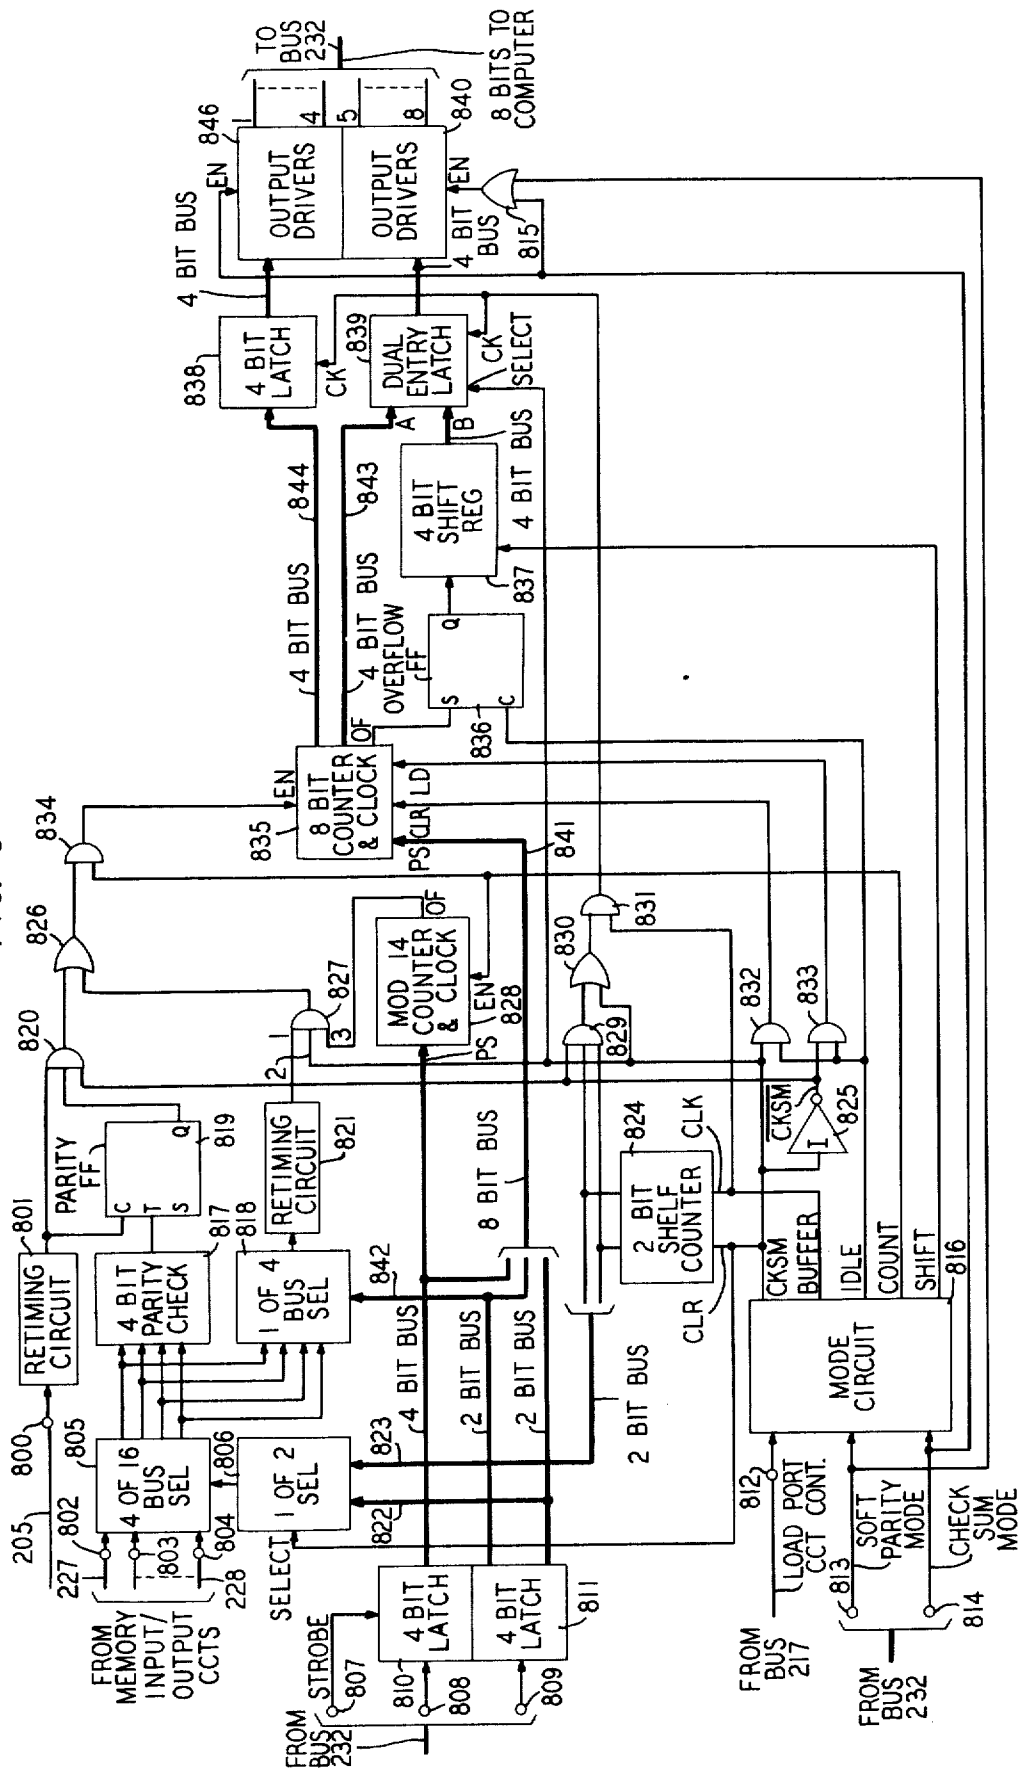 205
800
801
RETIMING
CIRCUIT
227
802
803
804
228
FROM
MEMORY
INPUT/
OUTPUT
CCTS
805
4 OF 16
BUS
SEL
806
4 BIT
PARITY
CHECK
817
PARITY
FF
C
T
S
Q
819
820
826
834
1 OF 2
SEL
SELECT
822
823
1 OF 4
BUS
SEL
818
842
RETIMING
CIRCUIT
821
1
2
3
827
FROM
BUS
232
STROBE
807
808
809
810
4 BIT
LATCH
4 BIT
LATCH
811
4 BIT BUS
2 BIT BUS
2 BIT BUS
2 BIT BUS
8 BIT BUS
PS
MOD 14
COUNTER
& CLOCK
OF
EN
828
EN
835
8 BIT
COUNTER
& CLOCK
OF
PS
CLR
LD
841
4 BIT BUS
844
4 BIT BUS
843
OVERFLOW
FF
S
C
Q
836
4 BIT
SHIFT
REG
837
4 BIT BUS
838
4 BIT
LATCH
CK
839
DUAL
ENTRY
LATCH
A
B
CK
SELECT
4 BIT BUS
EN
846
OUTPUT
DRIVERS
OUTPUT
DRIVERS
840
4 BIT
BUS
EN
815
1
4
5
8
TO
BUS
232
8 BITS TO
COMPUTER
824
2 BIT
SHELF
COUNTER
CLR
CLK
829
830
831
832
833
CKSM
I
825
FROM
BUS
217
812
LOAD PORT
CCT CONT.
813
SOFT
PARITY
MODE
814
CHECK
SUM
MODE
FROM
BUS
232
MODE
CIRCUIT
CKSM
BUFFER
IDLE
COUNT
SHIFT
816